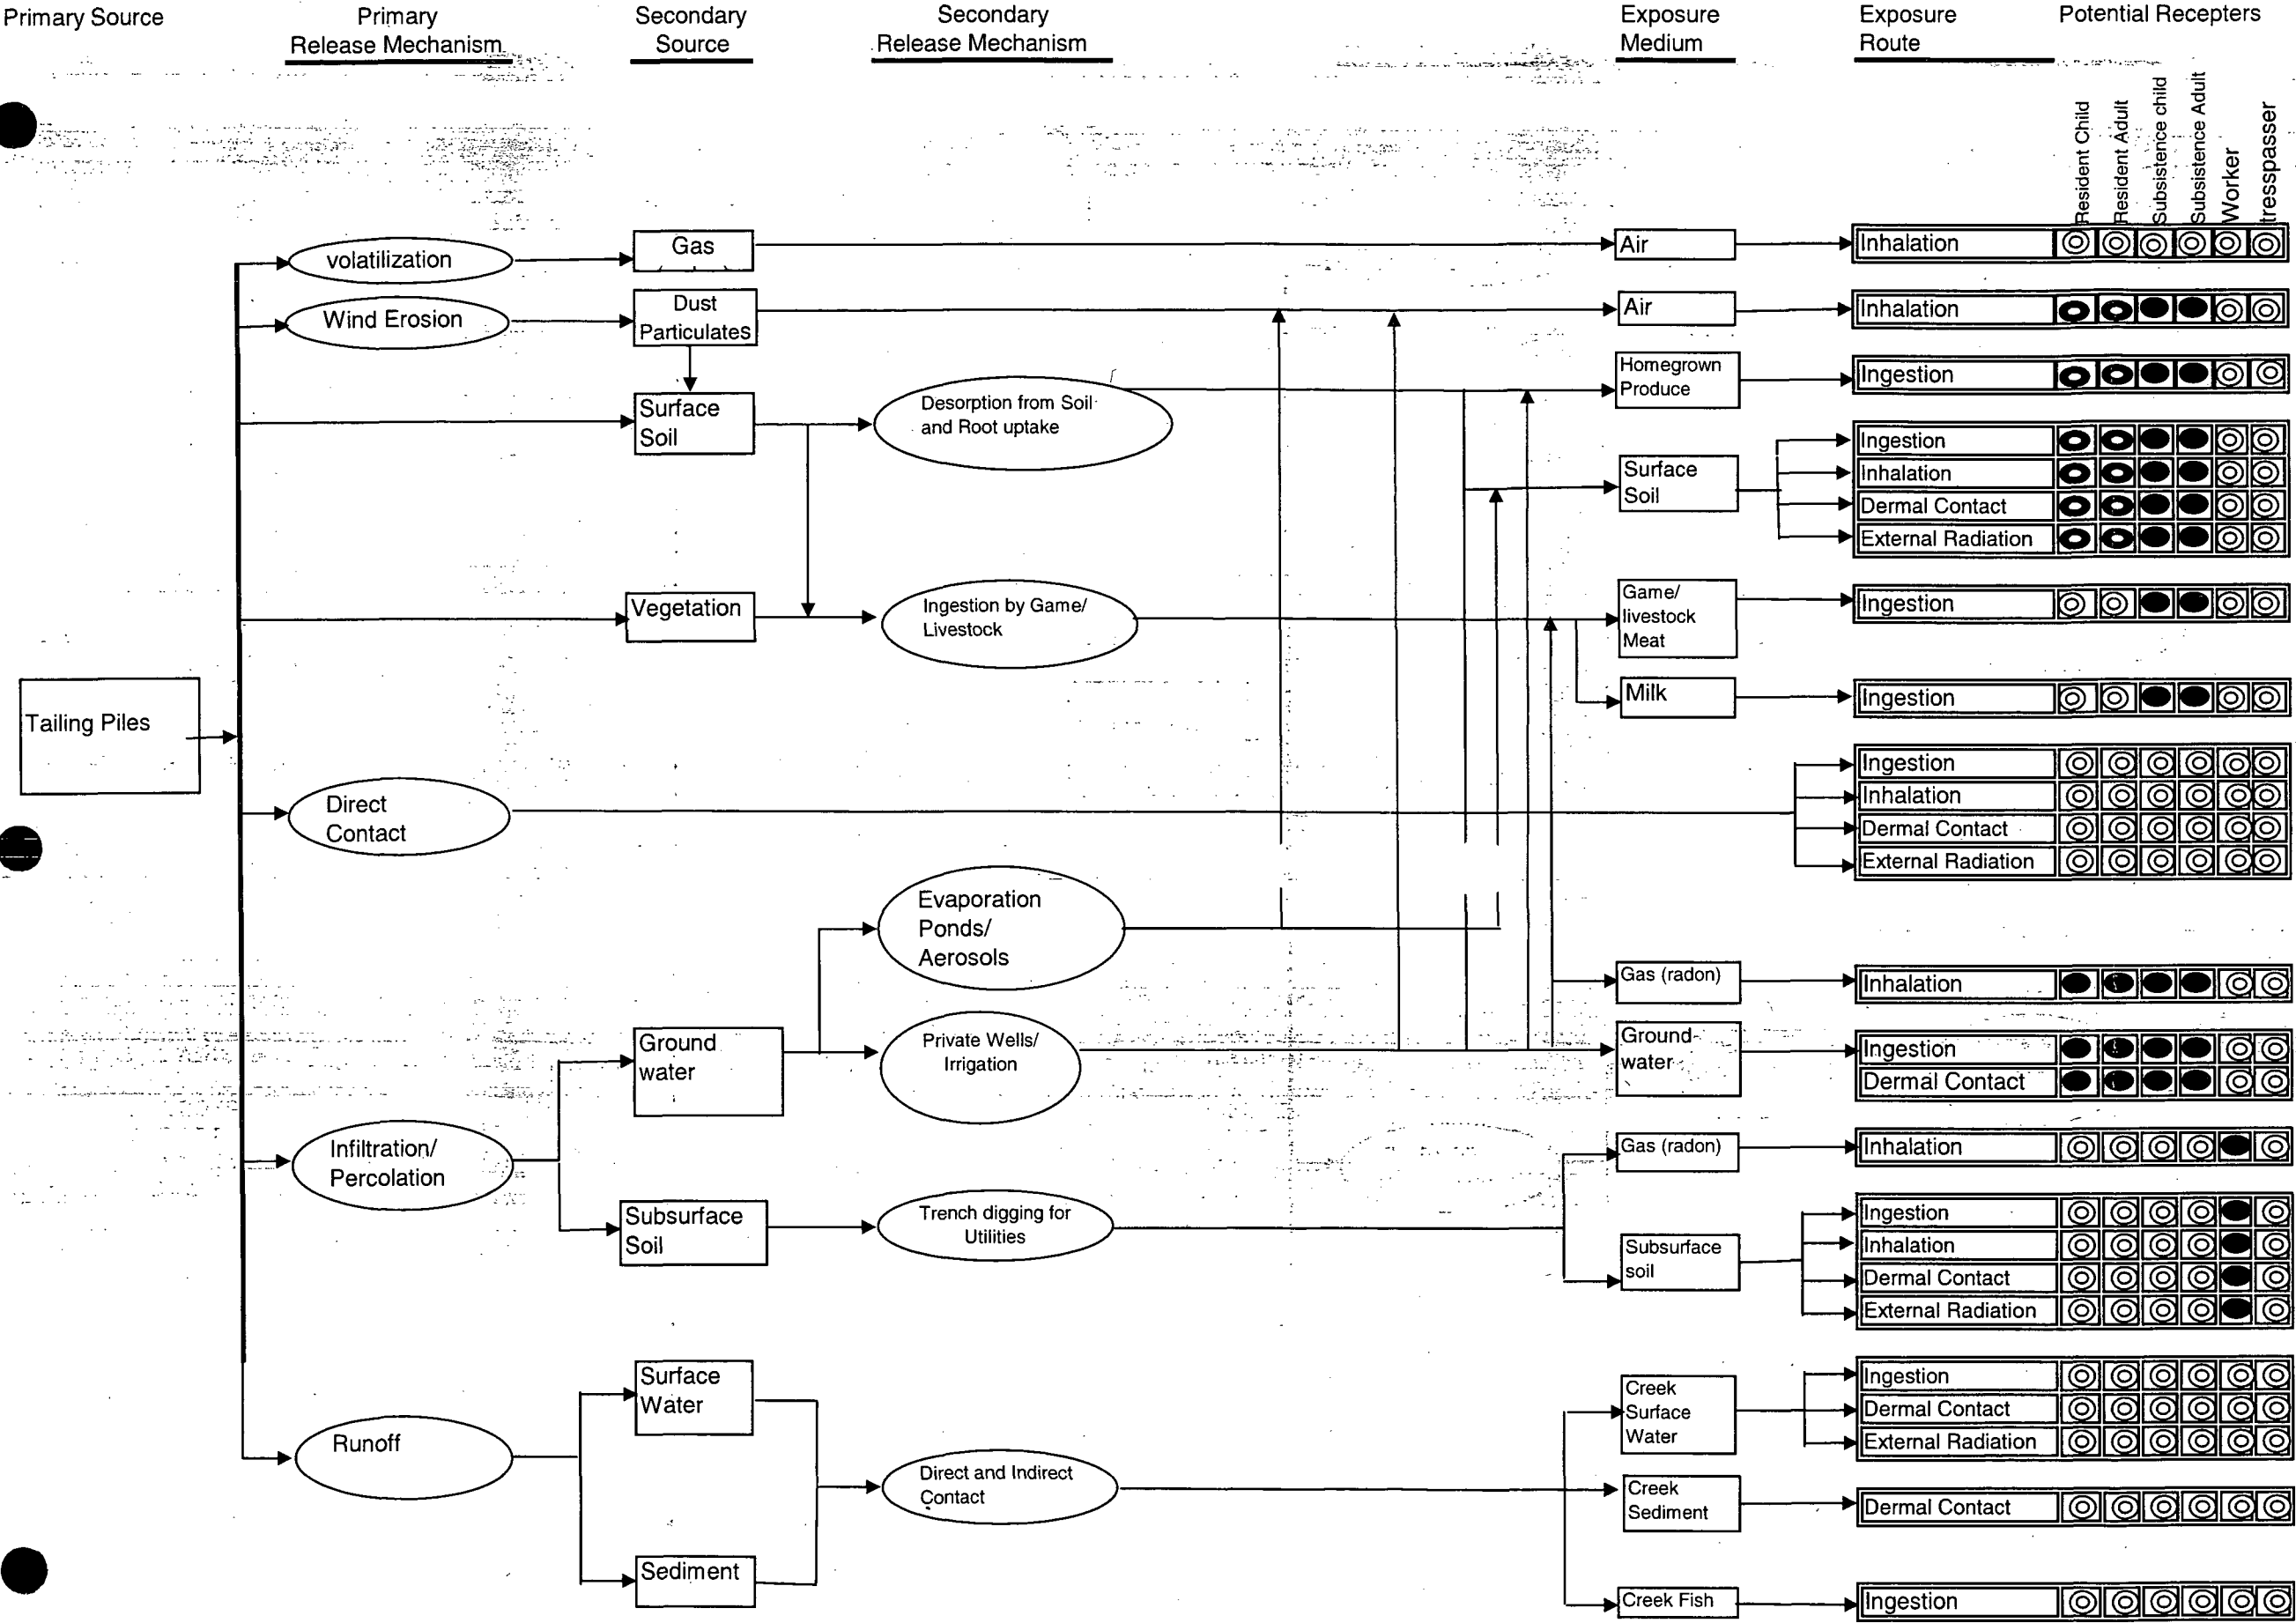 Primary Source
Primary
Release Mechanism
Secondary
Source
Secondary
Release Mechanism
Exposure
Medium
Exposure
Route
Potential Recepters
Resident Child
Resident Adult
Subsistence child
Subsistence Adult
Worker
tresspasser
volatilization
Gas
Air
Inhalation
Wind Erosion
Dust
Particulates
Air
Inhalation
Surface
Soil
Desorption from Soil
and Root uptake
Homegrown
Produce
Ingestion
Surface
Soil
Ingestion
Inhalation
Dermal Contact
External Radiation
Vegetation
Ingestion by Game/
Livestock
Game/
livestock
Meat
Ingestion
Milk
Ingestion
Tailing Piles
Direct
Contact
Ingestion
Inhalation
Dermal Contact
External Radiation
Evaporation
Ponds/
Aerosols
Gas (radon)
Inhalation
Ground
water
Private Wells/
Irrigation
Ground-
water
Ingestion
Dermal Contact
Infiltration/
Percolation
Gas (radon)
Inhalation
Subsurface
Soil
Trench digging for
Utilities
Subsurface
soil
Ingestion
Inhalation
Dermal Contact
External Radiation
Runoff
Surface
Water
Creek
Surface
Water
Ingestion
Dermal Contact
External Radiation
Direct and Indirect
Contact
Creek
Sediment
Dermal Contact
Sediment
Creek Fish
Ingestion